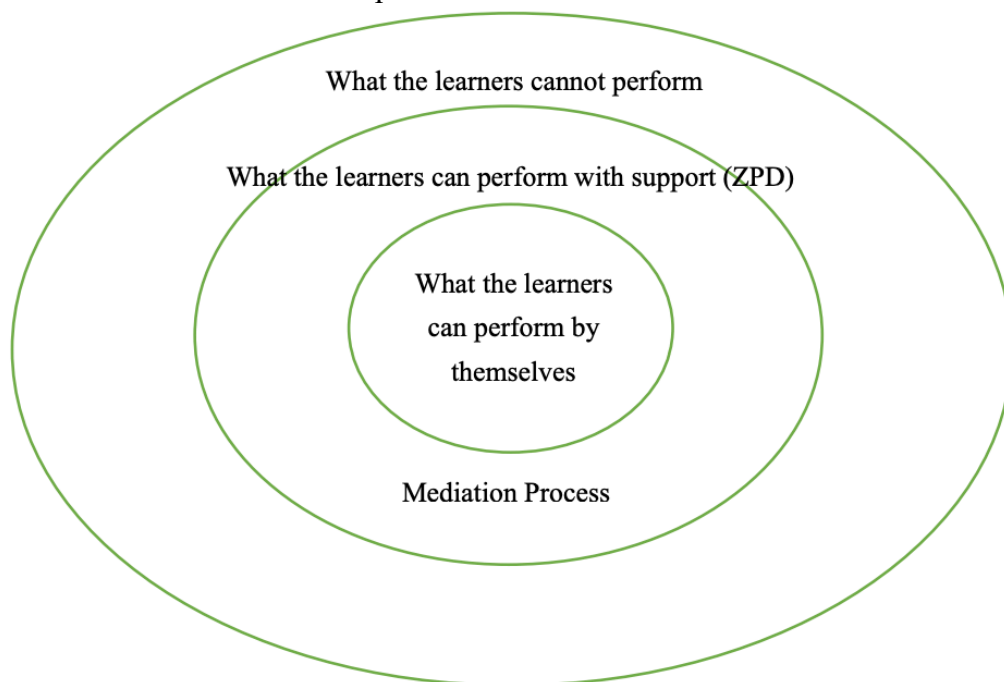 What the learners cannot perform
What the learners can perform with support (ZPD)
What the learners
can perform by
themselves
Mediation Process